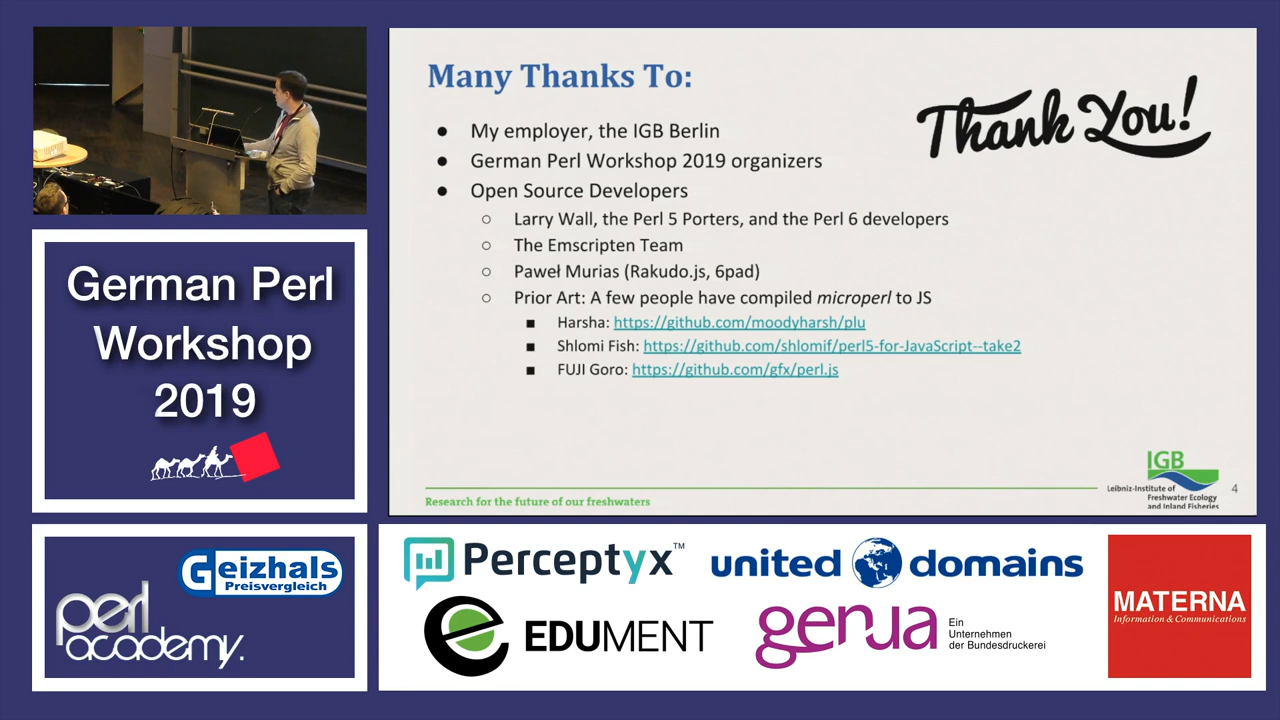 Many Thanks To:
Thank You!
● My employer, the IGB Berlin
● German Perl Workshop 2019 organizers
● Open Source Developers
○ Larry Wall, the Perl 5 Porters, and the Perl 6 developers
○ The Emscripten Team
○ Paweł Murias (Rakudo.js, 6pad)
○ Prior Art: A few people have compiled microperl to JS
■ Harsha: https://github.com/moodyharsh/plu
■ Shlomi Fish: https://github.com/shlomif/perl5-for-JavaScript--take2
■ FUJI Goro: https://github.com/gfx/perl.js
Research for the future of our freshwaters
IGB
Leibniz-Institute of
Freshwater Ecology
and Inland Fisheries
4
German Perl
Workshop
2019
Geizhals
Preisvergleich
perl
academy.
Perceptyx™
united domains
EDUMENT
genua
Ein
Unternehmen
der Bundesdruckerei
MATERNA
Information & Communications